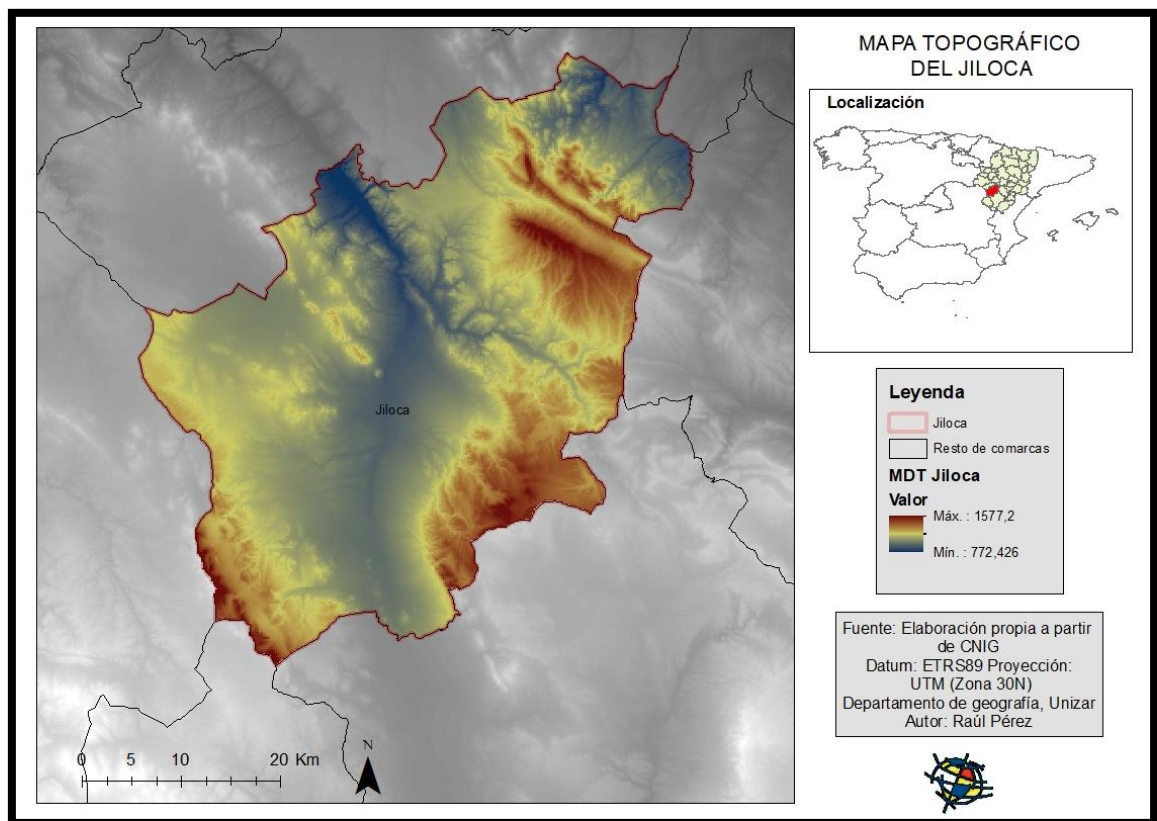 MAPA TOPOGRÁFICO
DEL JILOCA
Localización
Jiloca
Leyenda
Jiloca
Resto de comarcas
MDT Jiloca
Valor
Máx. : 1577,2
Mín. : 772,426
Fuente: Elaboración propia a partir
de CNIG
Datum: ETRS89 Proyección:
UTM (Zona 30N)
Departamento de geografía, Unizar
Autor: Raúl Pérez
0 5 10 20 Km
N